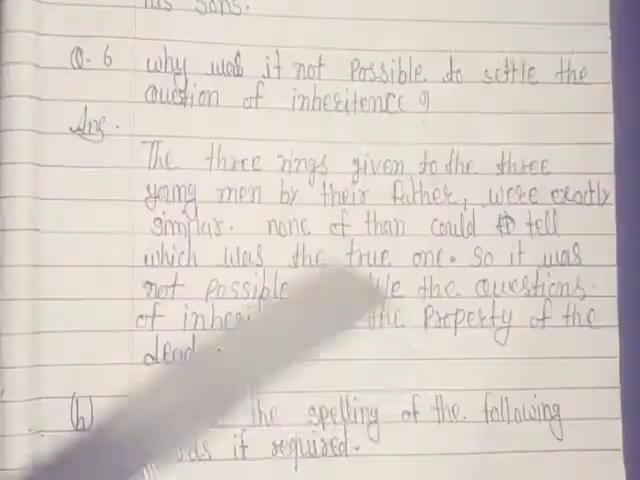 his sons.
Q. 6 why was it not possible to settle the
question of inheritence?
Ans.
The three rings given to the three
young men by their father, were exactly
similar. none of than could tell
which was the true one. so it was
not possible the questions.
of the property of the
dead.
(b) the spelling of the following
if required.